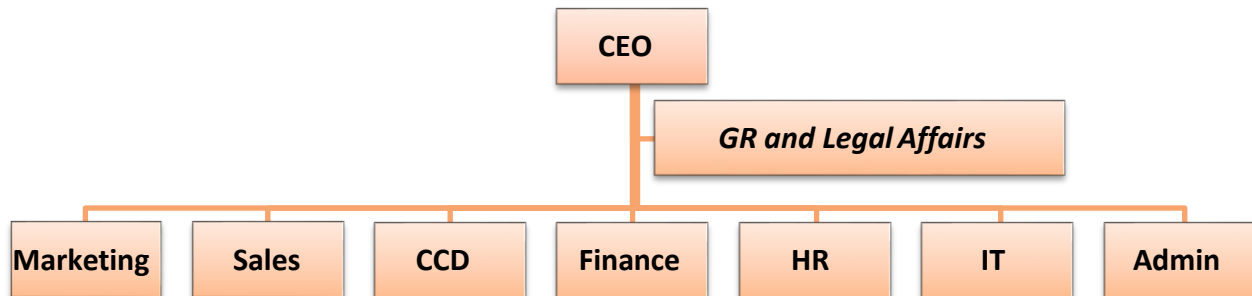 CEO
GR and Legal Affairs
Marketing
Sales
CCD
Finance
HR
IT
Admin